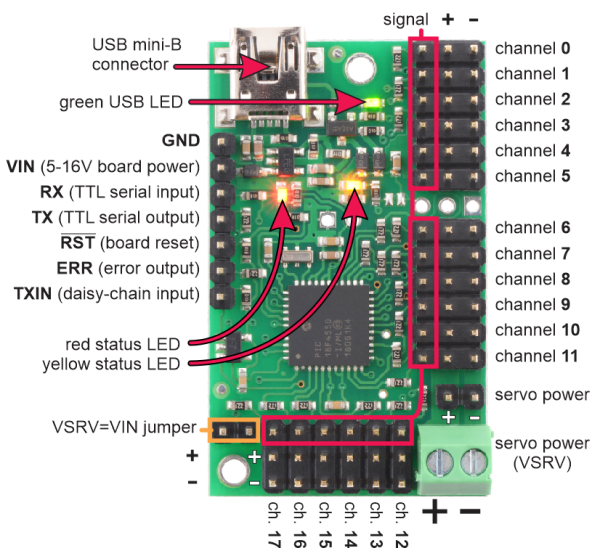 signal + −
USB mini-B
connector
green USB LED
GND
VIN (5-16V board power)
RX (TTL serial input)
TX (TTL serial output)
RST (board reset)
ERR (error output)
TXIN (daisy-chain input)
red status LED
yellow status LED
VSRV=VIN jumper
channel 0
channel 1
channel 2
channel 3
channel 4
channel 5
channel 6
channel 7
channel 8
channel 9
channel 10
channel 11
servo power
+ −
servo power
(VSRV)
+ −
+ +
− −
ch. 17
ch. 16
ch. 15
ch. 14
ch. 13
ch. 12
MIC
18F4550
-I/ML